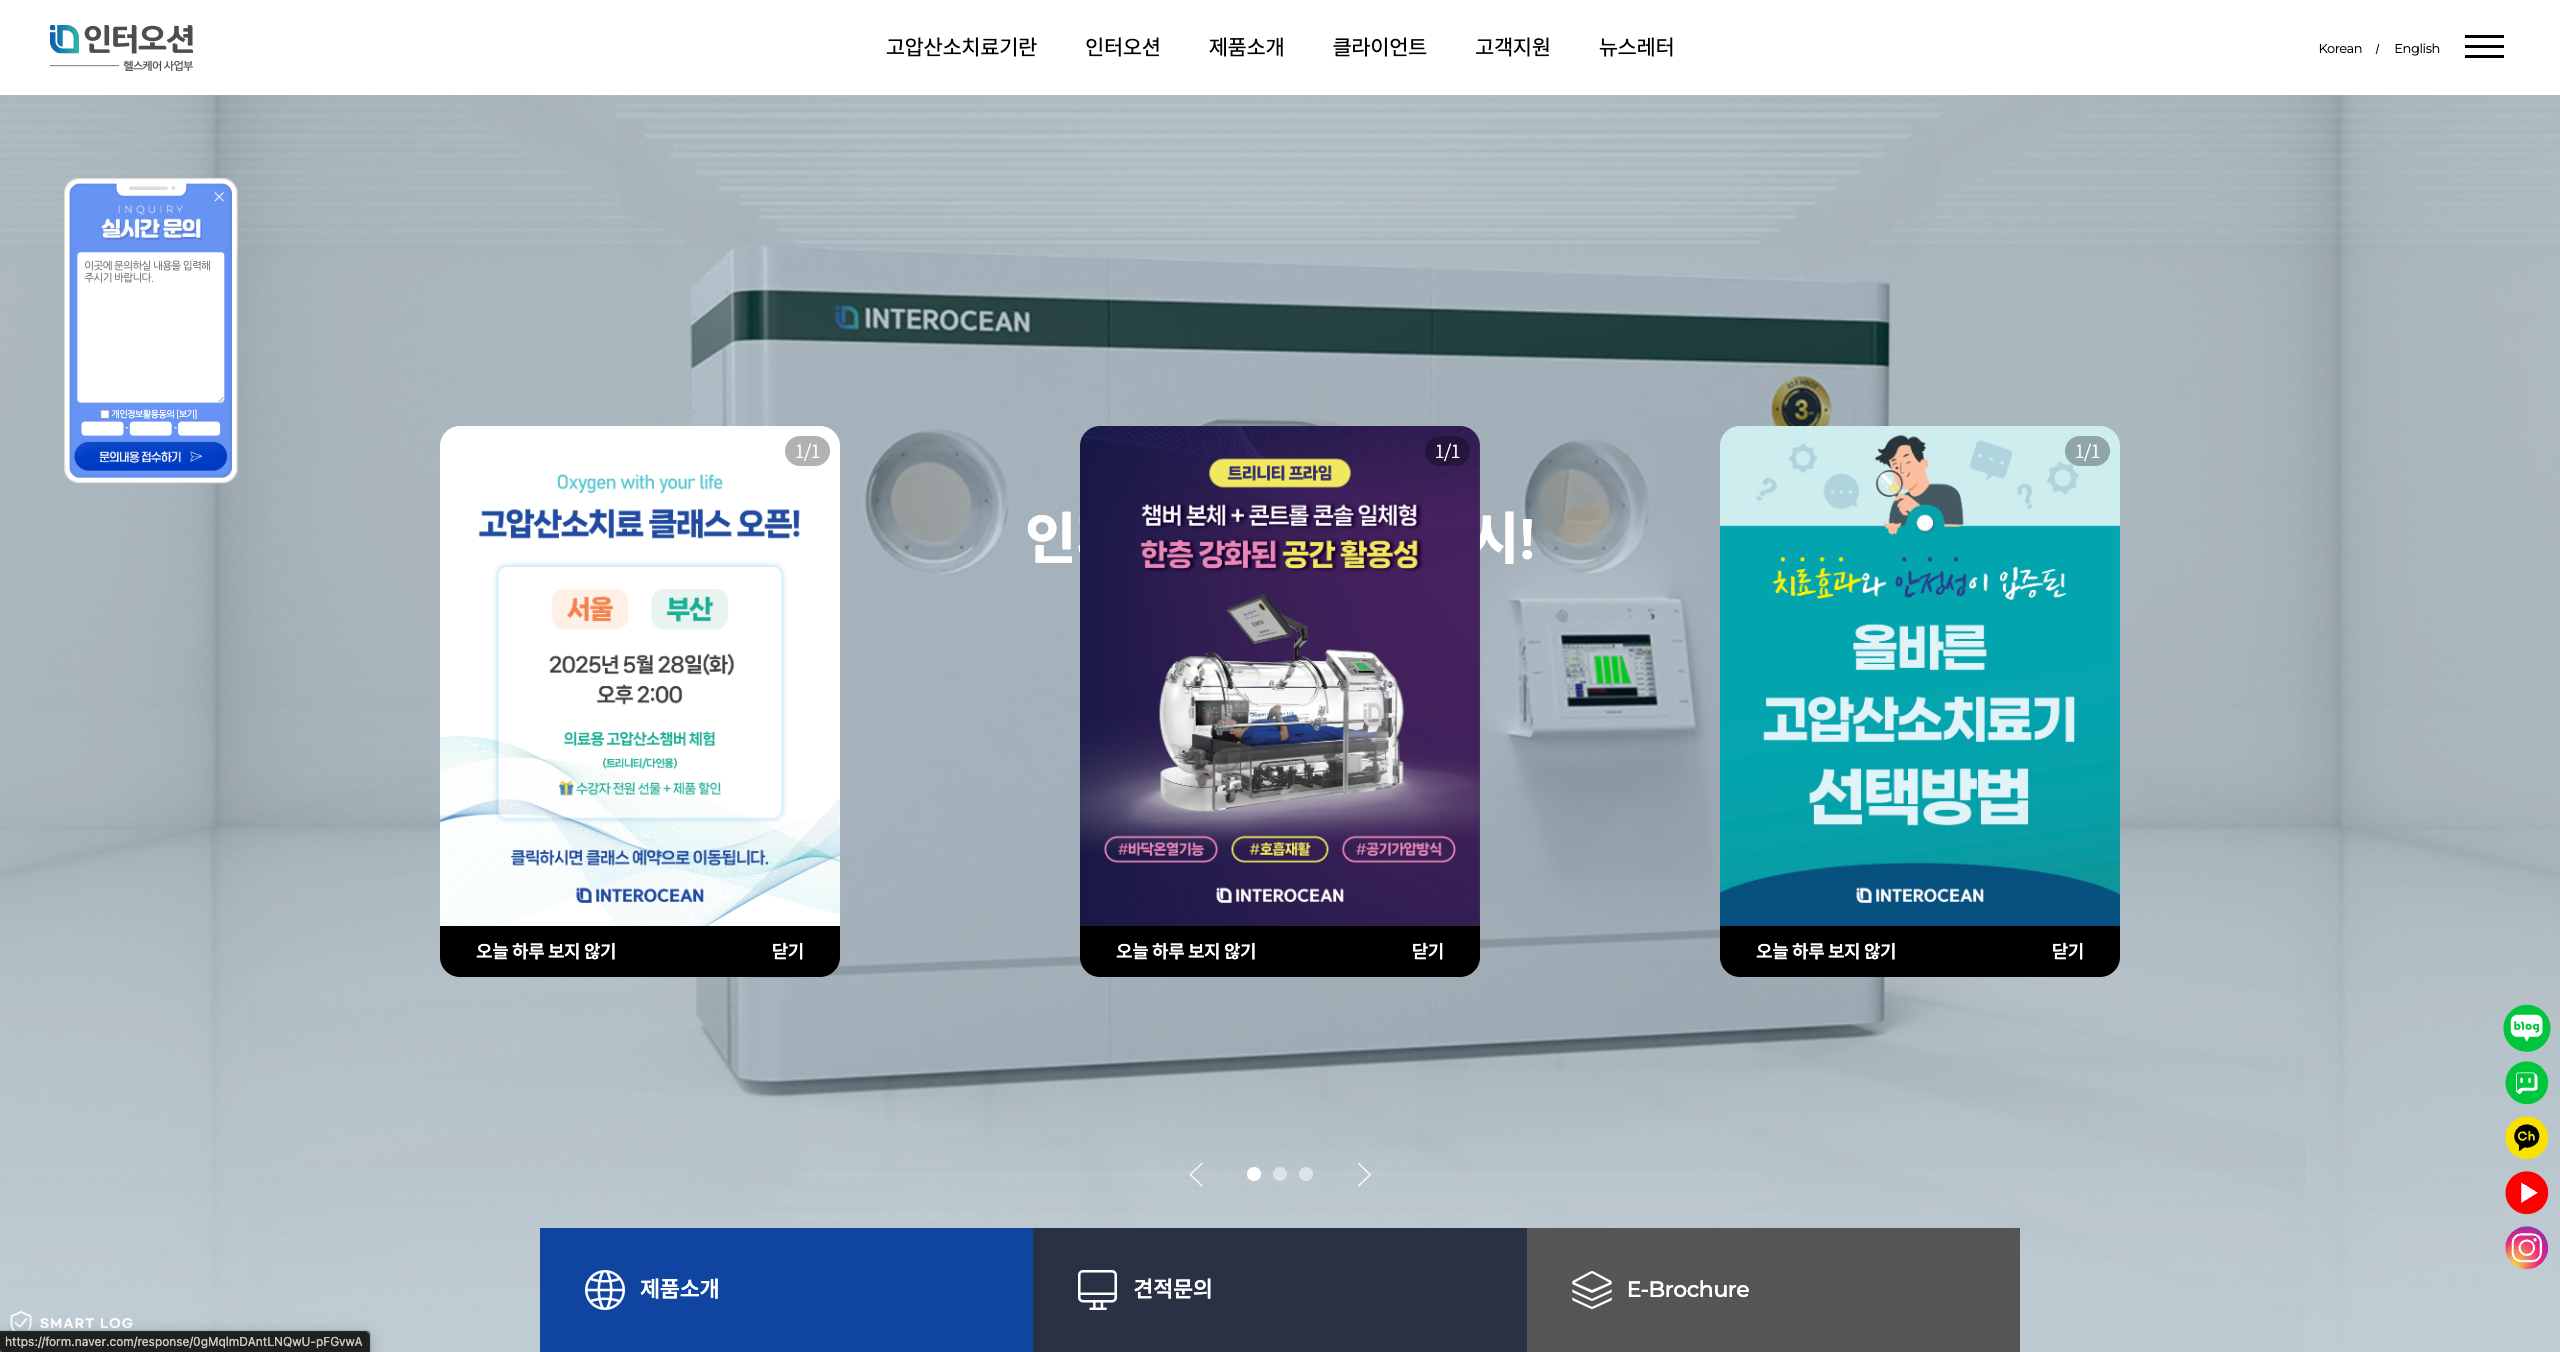 인터오션
헬스케어 사업부
고압산소치료기란
인터오션
제품소개
클라이언트
고객지원
뉴스레터
Korean / English
INTEROCEAN
3
INQUIRY
실시간 문의
이곳에 문의하실 내용을 입력해
주시기 바랍니다.
개인정보활용동의 [보기]
- -
문의내용 접수하기
인
시!
1/1
Oxygen with your life
고압산소치료 클래스 오픈!
서울 부산
2025년 5월 28일(화)
오후 2:00
의료용 고압산소챔버 체험
(트리니티/다인용)
수강자 전원 선물 + 제품 할인
클릭하시면 클래스 예약으로 이동됩니다.
INTEROCEAN
오늘 하루 보지 않기 닫기
1/1
트리니티 프라임
챔버 본체 + 콘트롤 콘솔 일체형
한층 강화된 공간 활용성
#바닥온열기능 #호흡재활 #공기가압방식
INTEROCEAN
오늘 하루 보지 않기 닫기
1/1
치료효과와 안정성이 입증된
올바른
고압산소치료기
선택방법
INTEROCEAN
오늘 하루 보지 않기 닫기
blog
Ch
제품소개
견적문의
E-Brochure
SMART LOG
https://form.naver.com/response/0gMqlmDAntLNQwU-pFGvwA